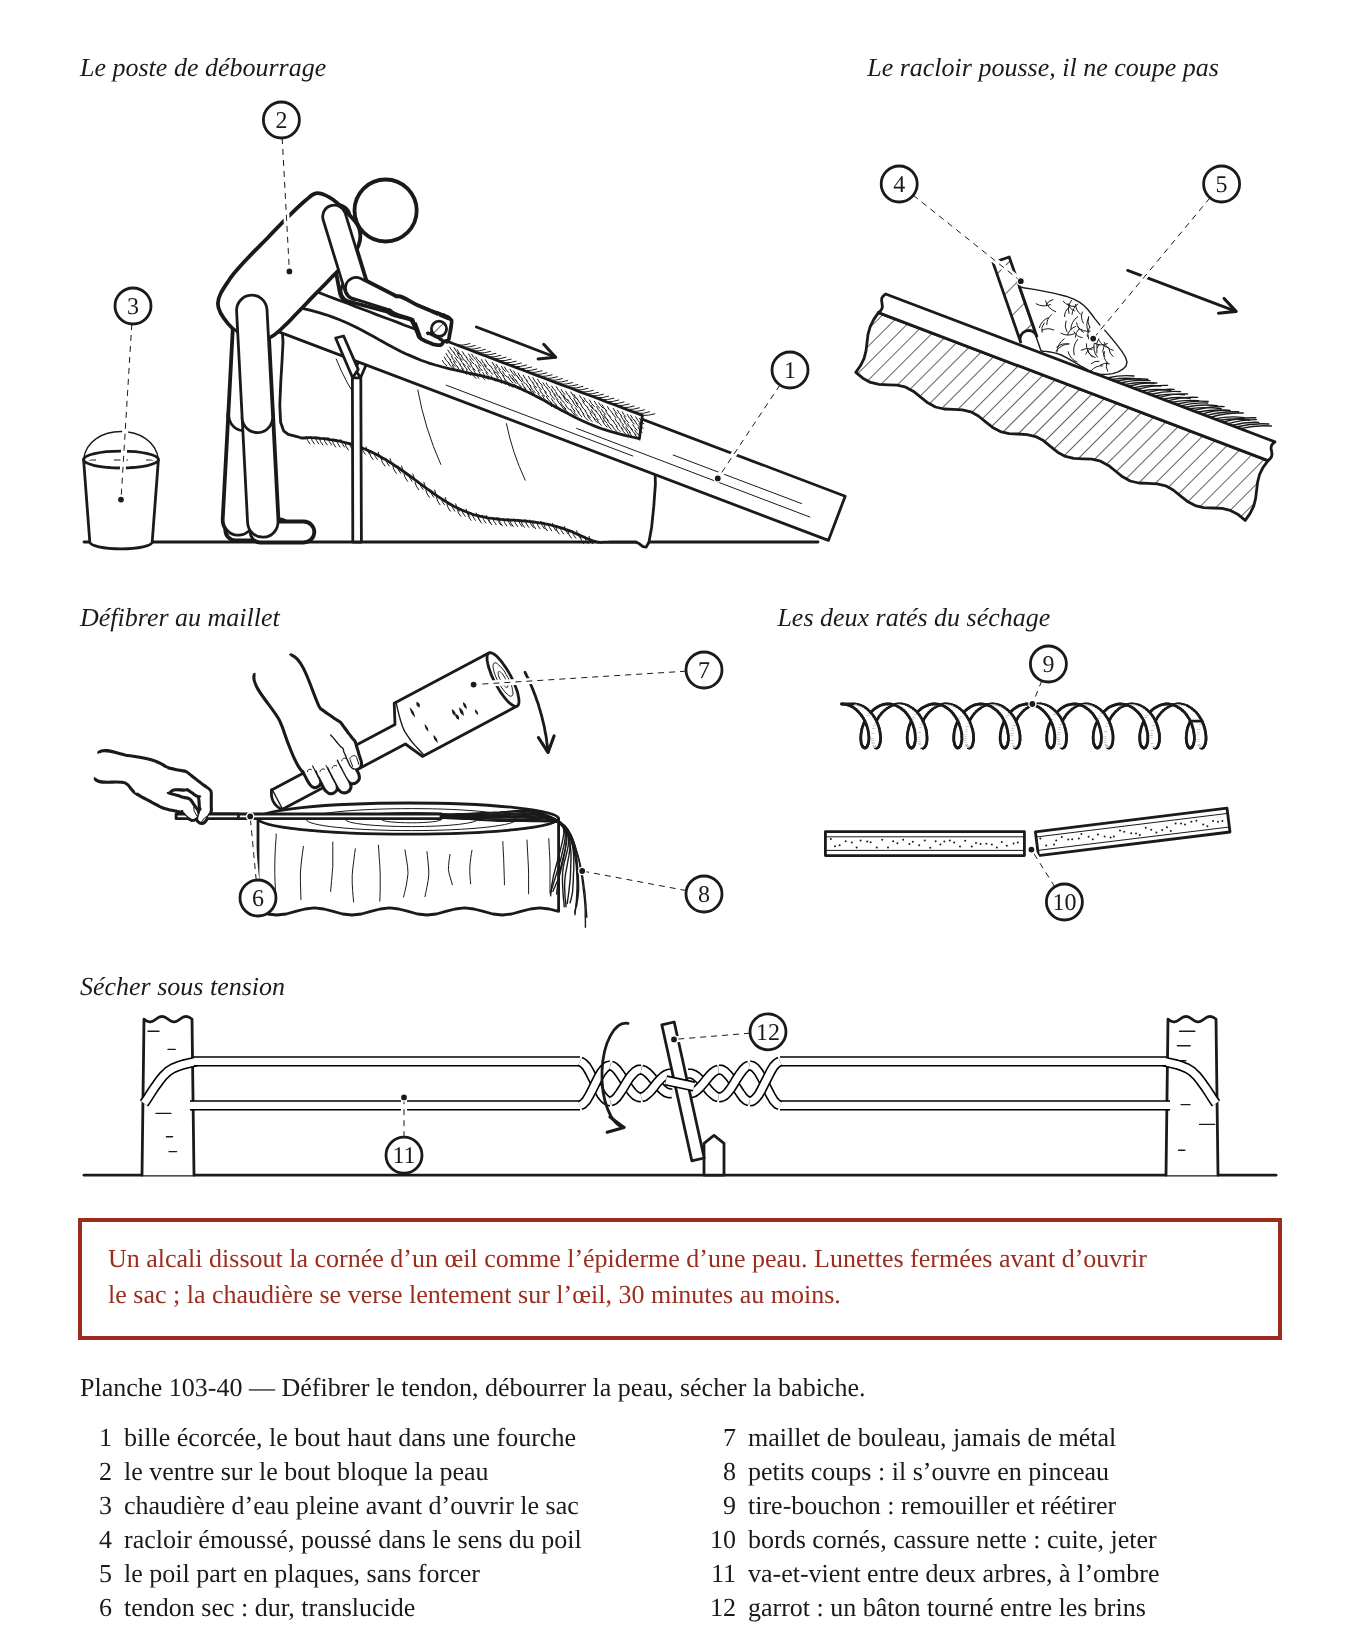 Le poste de débourrage
Le racloir pousse, il ne coupe pas
2
4
5
3
1
Défibrer au maillet
Les deux ratés du séchage
9
7
6
8
10
Sécher sous tension
12
11
Un alcali dissout la cornée d’un œil comme l’épiderme d’une peau. Lunettes fermées avant d’ouvrir
le sac ; la chaudière se verse lentement sur l’œil, 30 minutes au moins.
Planche 103-40 — Défibrer le tendon, débourrer la peau, sécher la babiche.
1 bille écorcée, le bout haut dans une fourche
2 le ventre sur le bout bloque la peau
3 chaudière d’eau pleine avant d’ouvrir le sac
4 racloir émoussé, poussé dans le sens du poil
5 le poil part en plaques, sans forcer
6 tendon sec : dur, translucide
7 maillet de bouleau, jamais de métal
8 petits coups : il s’ouvre en pinceau
9 tire-bouchon : remouiller et réétirer
10 bords cornés, cassure nette : cuite, jeter
11 va-et-vient entre deux arbres, à l’ombre
12 garrot : un bâton tourné entre les brins